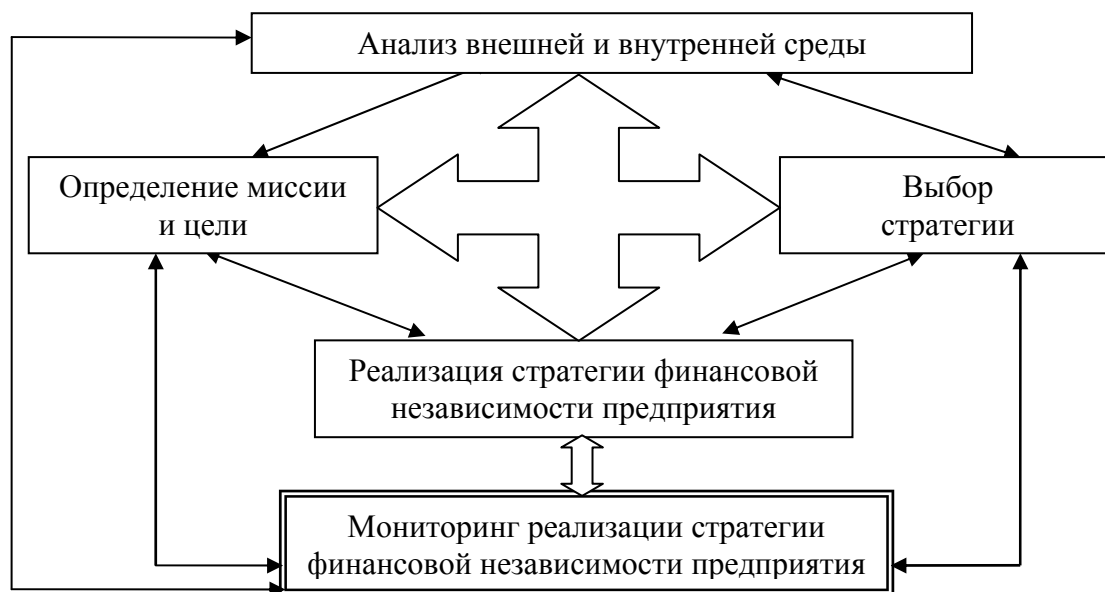 Анализ внешней и внутренней среды
Определение миссии
и цели
Выбор
стратегии
Реализация стратегии финансовой
независимости предприятия
Мониторинг реализации стратегии
финансовой независимости предприятия